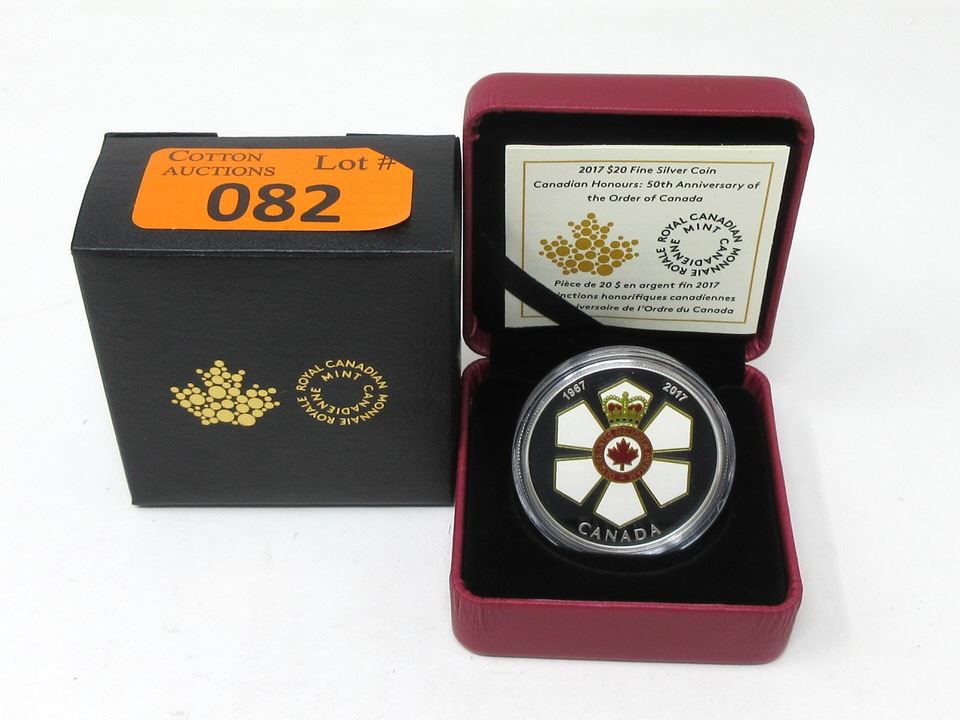 COTTON
AUCTIONS
Lot #
082
ROYAL CANADIAN MINT
MONNAIE ROYALE CANADIENNE
2017 $20 Fine Silver Coin
Canadian Honours: 50th Anniversary of
the Order of Canada
ROYAL CANADIAN MINT
MONNAIE ROYALE CANADIENNE
Pièce de 20 $ en argent fin 2017
honorifiques canadiennes
de l'Ordre du Canada
1967
2017
CANADA